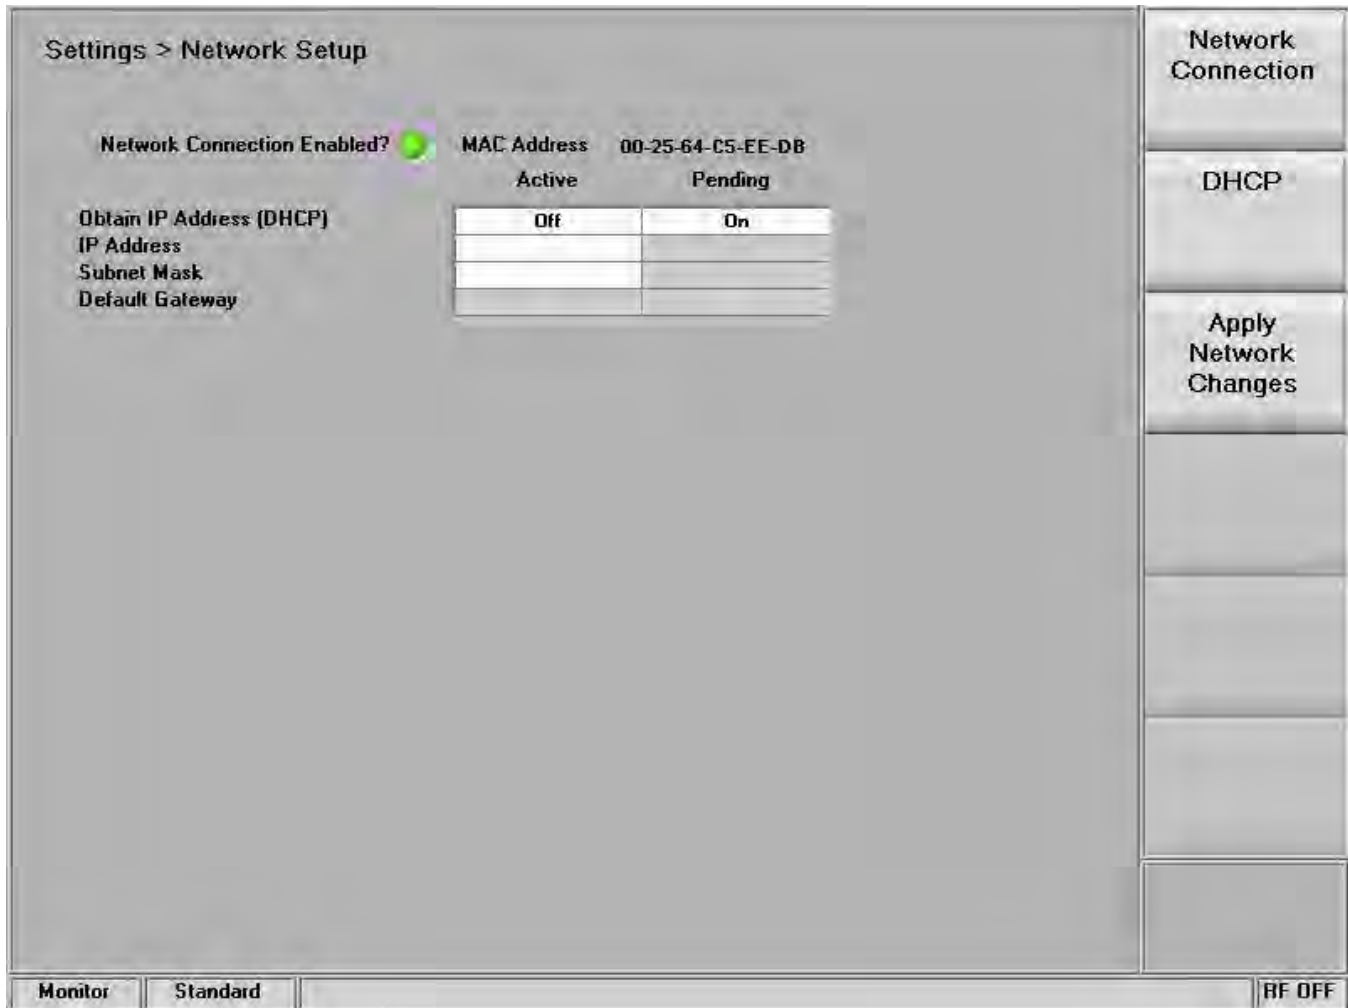 Settings > Network Setup
Network Connection Enabled?
MAC Address 00-25-64-C5-EE-DB
Active Pending
Obtain IP Address (DHCP) Off On
IP Address
Subnet Mask
Default Gateway
Network
Connection
DHCP
Apply
Network
Changes
Monitor Standard RF OFF